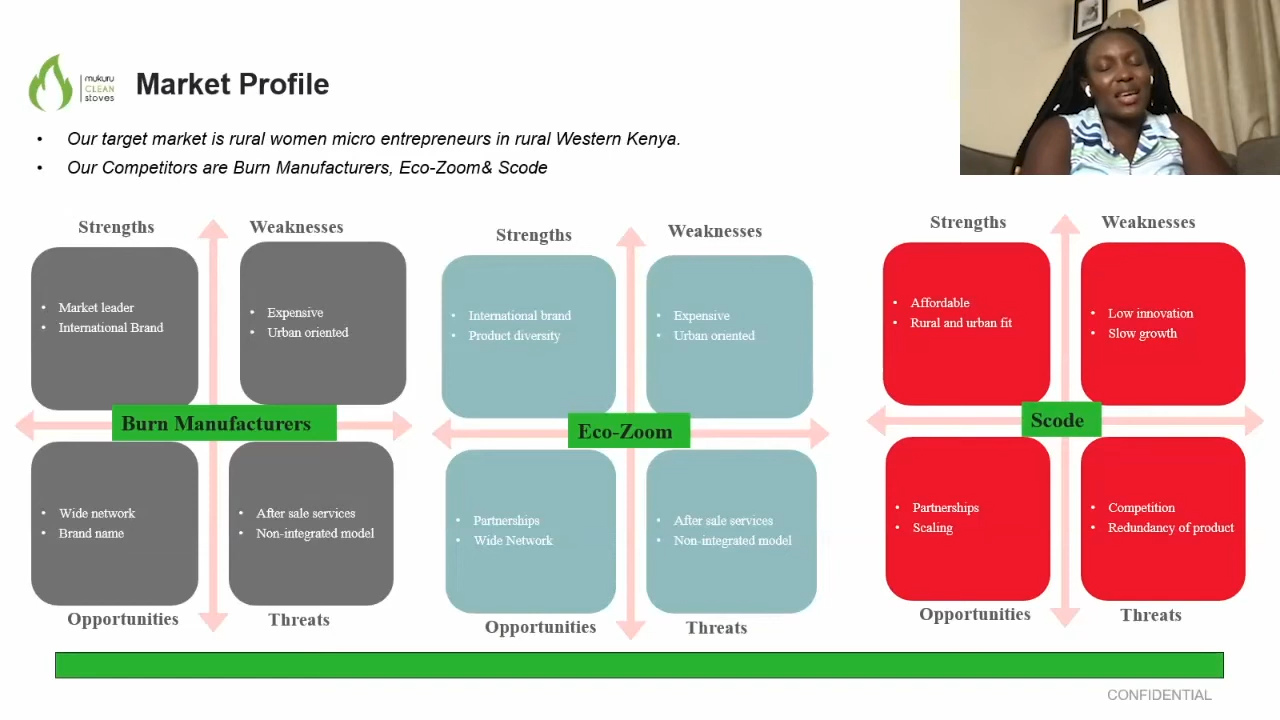 mukuru
CLEAN
stoves
Market Profile
• Our target market is rural women micro entrepreneurs in rural Western Kenya.
• Our Competitors are Burn Manufacturers, Eco-Zoom& Scode
Strengths
Weaknesses
• Market leader
• International Brand
• Expensive
• Urban oriented
Burn Manufacturers
• Wide network
• Brand name
• After sale services
• Non-integrated model
Opportunities
Threats
Strengths
Weaknesses
• International brand
• Product diversity
• Expensive
• Urban oriented
Eco-Zoom
• Partnerships
• Wide Network
• After sale services
• Non-integrated model
Opportunities
Threats
Strengths
Weaknesses
• Affordable
• Rural and urban fit
• Low innovation
• Slow growth
Scode
• Partnerships
• Scaling
• Competition
• Redundancy of product
Opportunities
Threats
CONFIDENTIAL